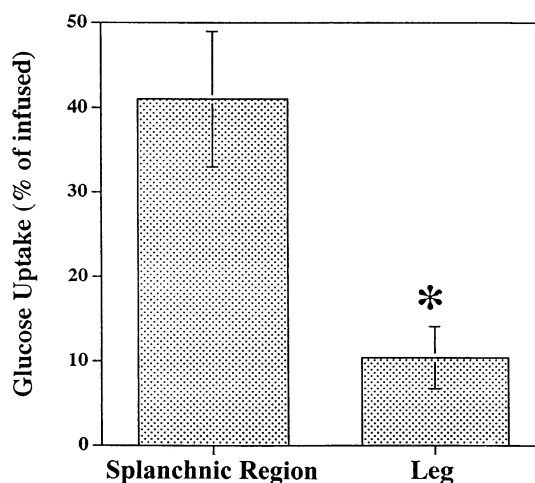 Glucose Uptake (% of infused)
50
40
30
20
10
0
*
Splanchnic Region
Leg